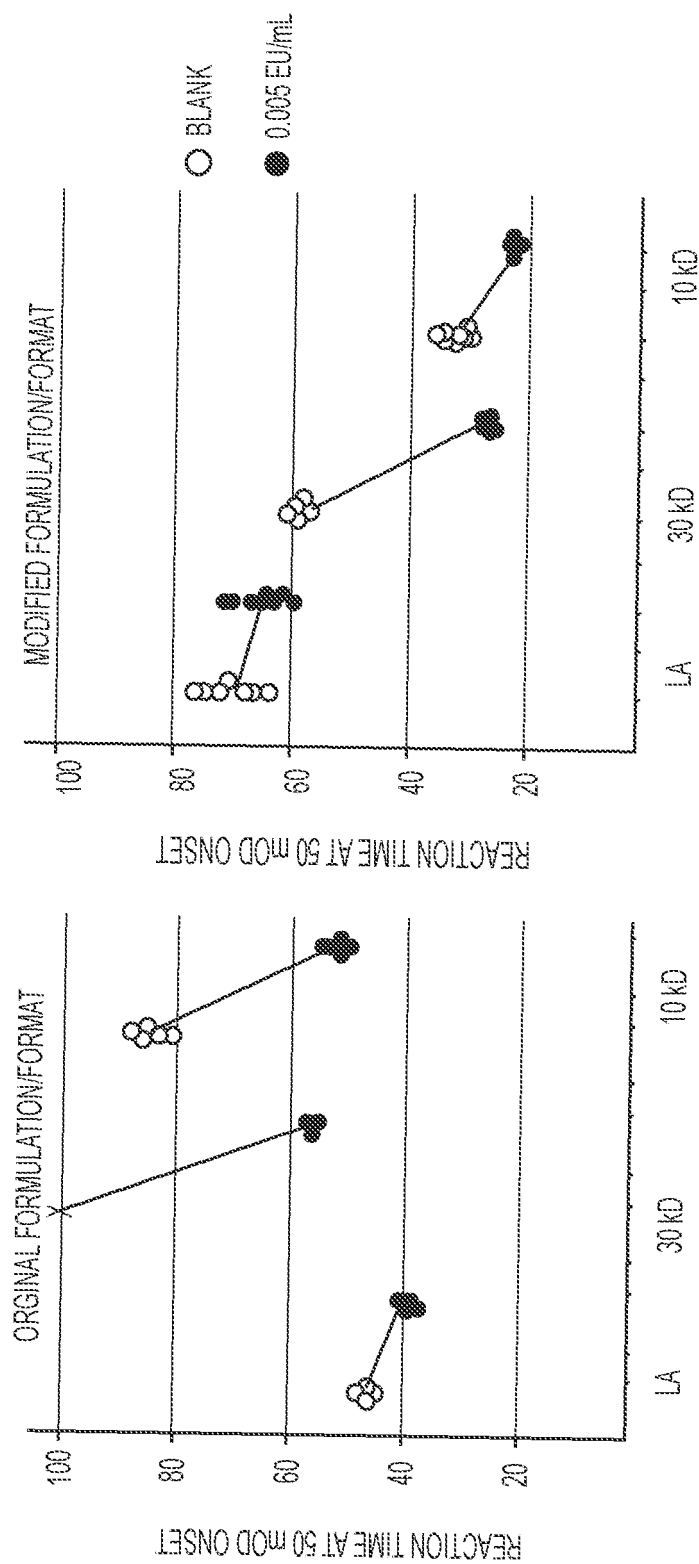 ORGINAL FORMULATION/FORMAT
REACTION TIME AT 50 mOD ONSET
100
80
60
40
20
LA
30 kD
10 kD
MODIFIED FORMULATION/FORMAT
REACTION TIME AT 50 mOD ONSET
100
80
60
40
20
LA
30 kD
10 kD
BLANK
0.005 EU/mL